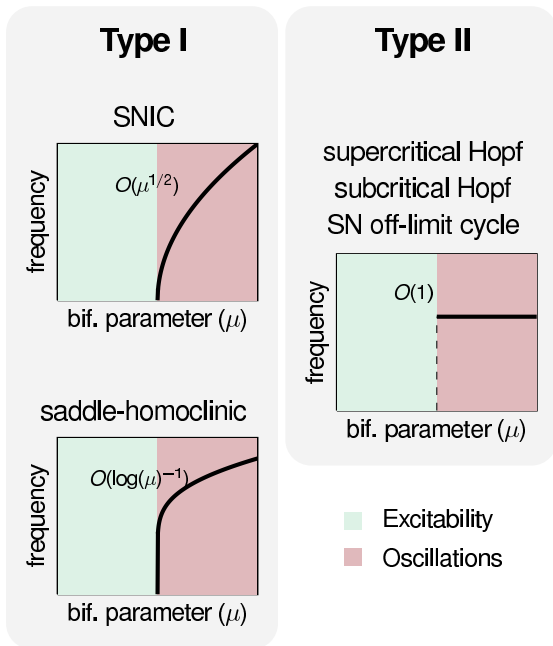 Type I
SNIC
frequency
O(μ^{1/2})
bif. parameter (μ)
saddle-homoclinic
frequency
O(log(μ)^{−1})
bif. parameter (μ)
Type II
supercritical Hopf
subcritical Hopf
SN off-limit cycle
frequency
O(1)
bif. parameter (μ)
Excitability
Oscillations